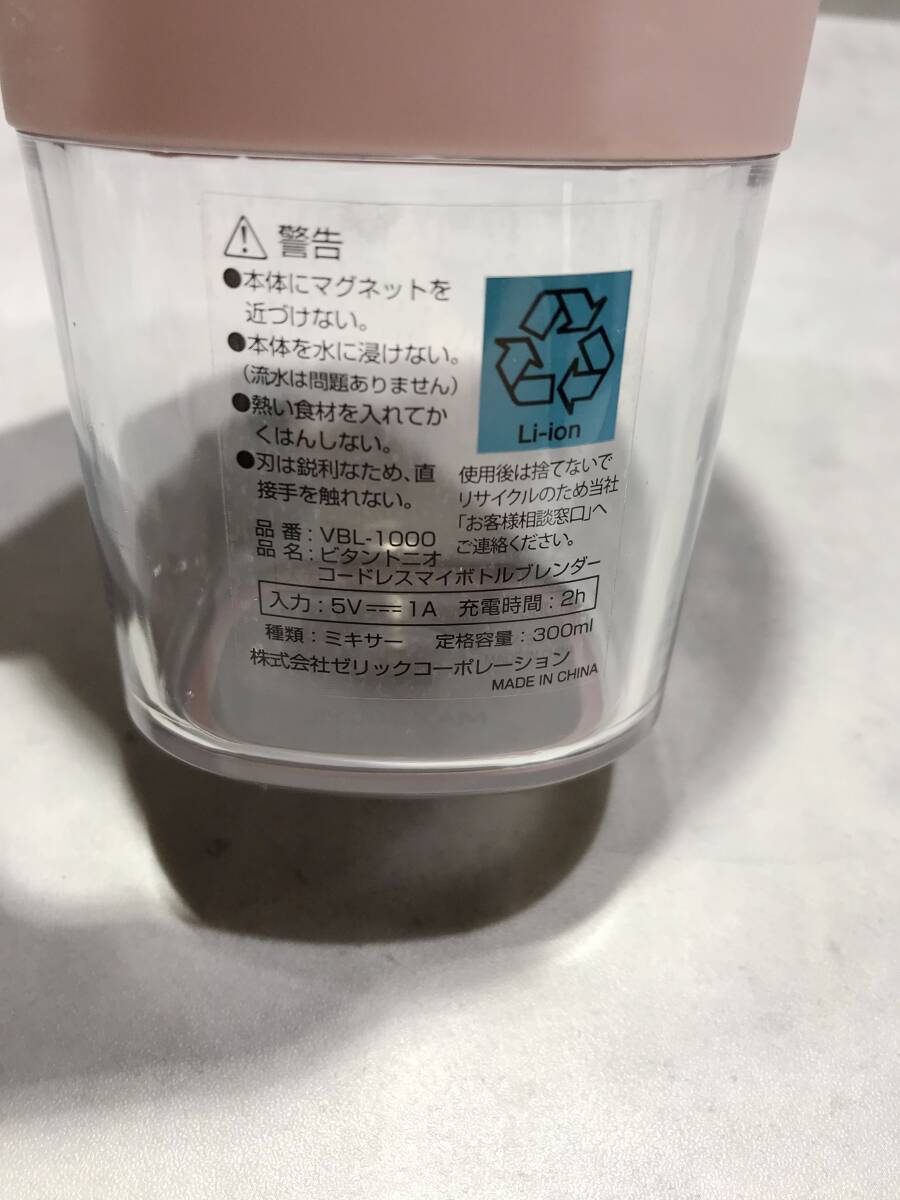 警告
●本体にマグネットを
近づけない。
●本体を水に浸けない。
(流水は問題ありません)
●熱い食材を入れてか
くはんしない。
●刃は鋭利なため、直
接手を触れない。
Li-ion
使用後は捨てないで
リサイクルのため当社
「お客様相談窓口」へ
ご連絡ください。
品番：VBL-1000
品名：ビタントニオ
コードレスマイボトルブレンダー
入力：5V⎓1A 充電時間：2h
種類：ミキサー 定格容量：300ml
株式会社ゼリックコーポレーション
MADE IN CHINA